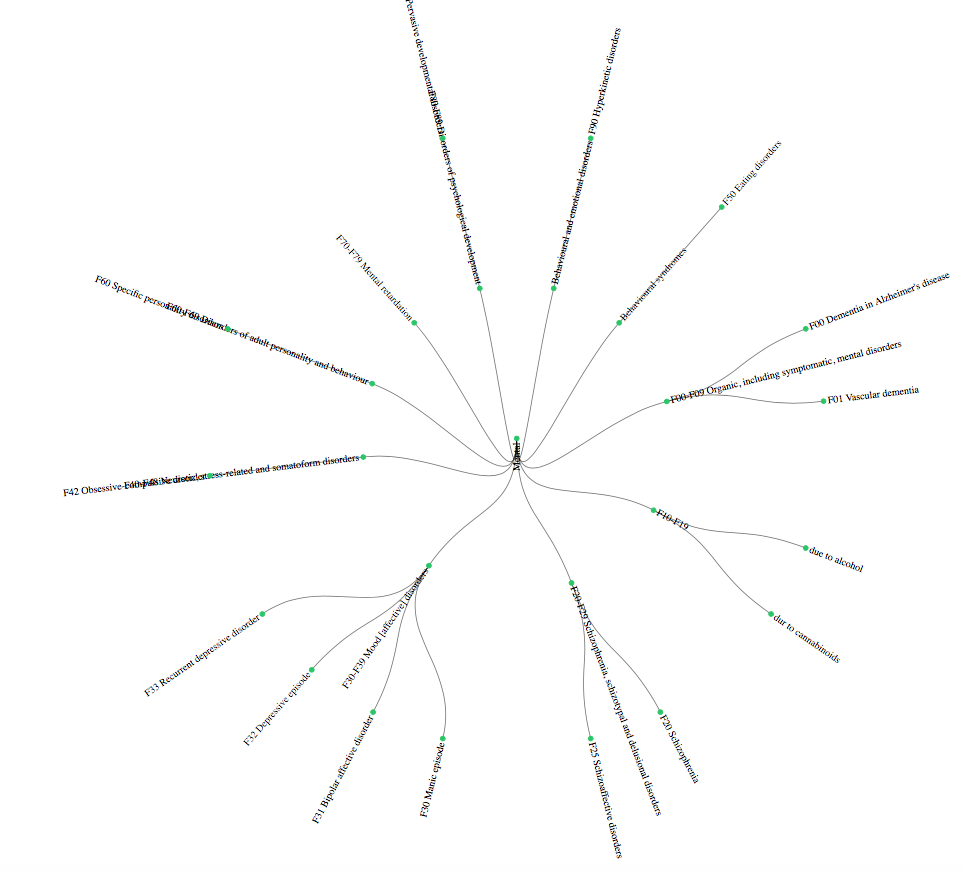 Pervasive developmental disorders
F80-F89 Disorders of psychological development
F90 Hyperkinetic disorders
Behavioural and emotional disorders
F50 Eating disorders
Behavioural syndromes
F70-F79 Mental retardation
F60 Specific personality disorders
F60-F69 Disorders of adult personality and behaviour
F00 Dementia in Alzheimer's disease
F00-F09 Organic, including symptomatic, mental disorders
F01 Vascular dementia
Mental
F42 Obsessive-compulsive disorder
F40-F48 Neurotic, stress-related and somatoform disorders
F10-F19
due to alcohol
dur to cannabinoids
F20-F29 Schizophrenia, schizotypal and delusional disorders
F20 Schizophrenia
F25 Schizoaffective disorders
F30-F39 Mood [affective] disorders
F33 Recurrent depressive disorder
F32 Depressive episode
F31 Bipolar affective disorder
F30 Manic episode